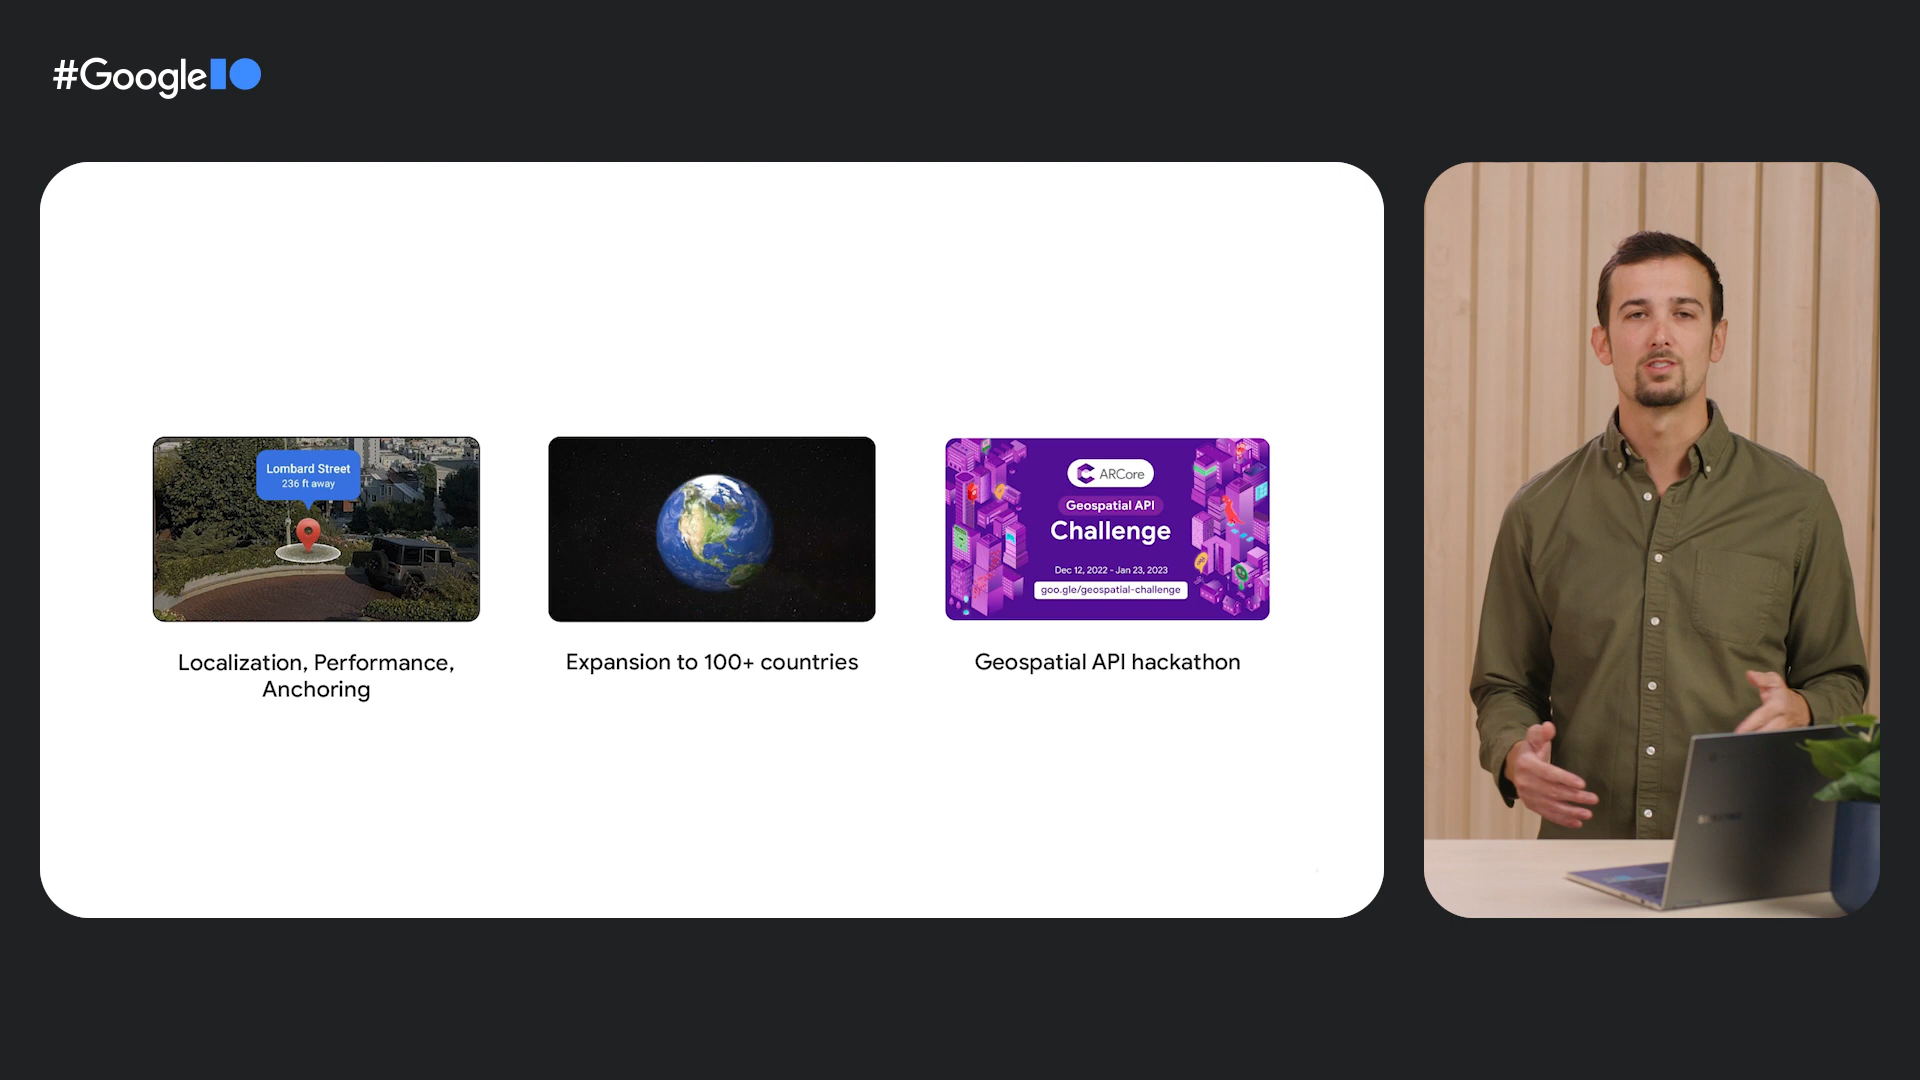 #GoogleIO
Lombard Street
236 ft away
Localization, Performance,
Anchoring
Expansion to 100+ countries
ARCore
Geospatial API
Challenge
Dec 12, 2022 - Jan 23, 2023
goo.gle/geospatial-challenge
Geospatial API hackathon